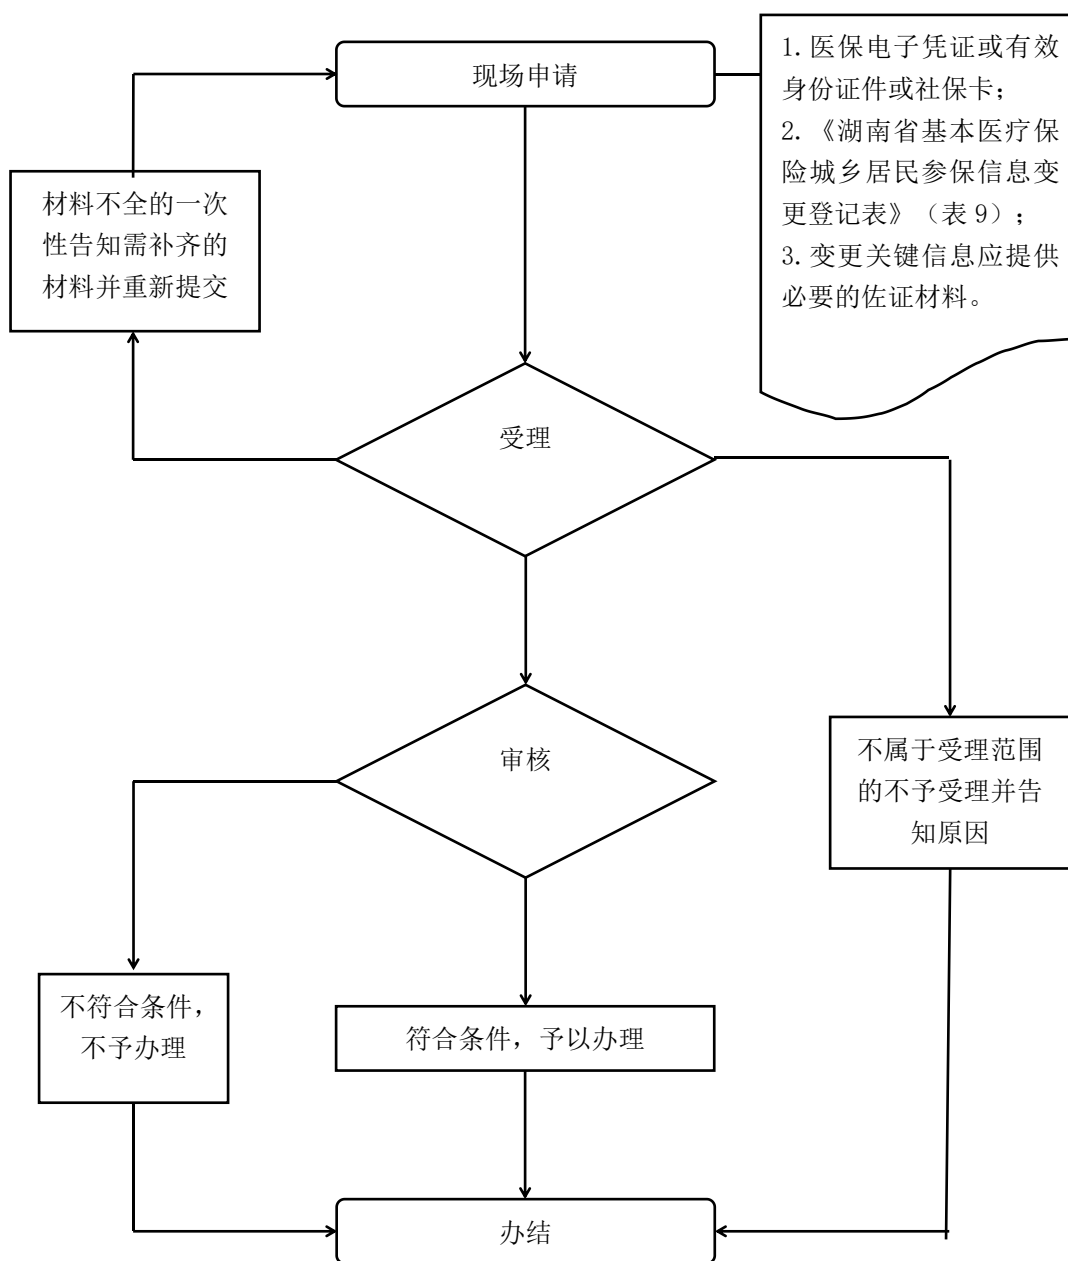 现场申请
1.医保电子凭证或有效
身份证件或社保卡；
2.《湖南省基本医疗保
险城乡居民参保信息变
更登记表》（表 9）；
3.变更关键信息应提供
必要的佐证材料。
材料不全的一次
性告知需补齐的
材料并重新提交
受理
审核
不属于受理范围
的不予受理并告
知原因
不符合条件，
不予办理
符合条件，予以办理
办结